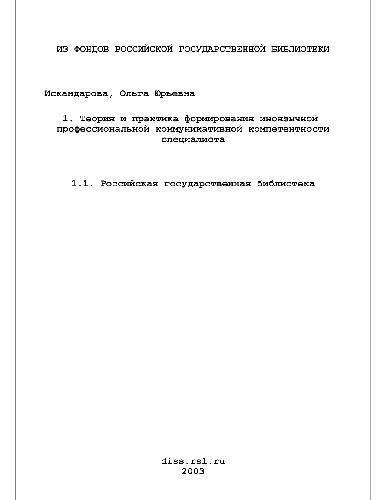 ИЗ ФОНДОВ РОССИЙСКОЙ ГОСУДАРСТВЕННОЙ БИБЛИОТЕКИ
Искандарова, Ольга Юрьевна
1. Теория и практика формирования иноязычной
профессиональной коммуникативной компетентности
специалиста
1.1. Российская государственная библиотека
diss.rsl.ru
2003